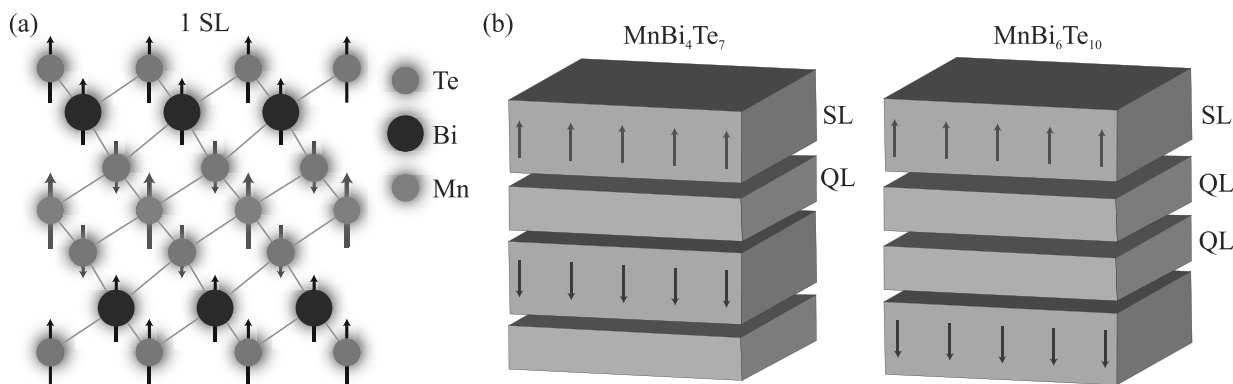 (a)
1 SL
Te
Bi
Mn
(b)
MnBi₄Te₇
SL
QL
MnBi₆Te₁₀
SL
QL
QL